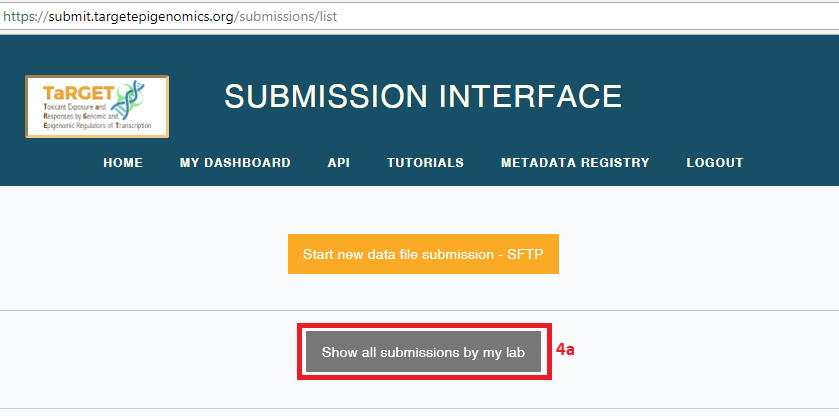 https://submit.targetepigenomics.org/submissions/list
TaRGET
Toxicant Exposure and
Responses by Genomic and
Epigenomic Regulators of Transcription
SUBMISSION INTERFACE
HOME MY DASHBOARD API TUTORIALS METADATA REGISTRY LOGOUT
Start new data file submission - SFTP
Show all submissions by my lab
4a